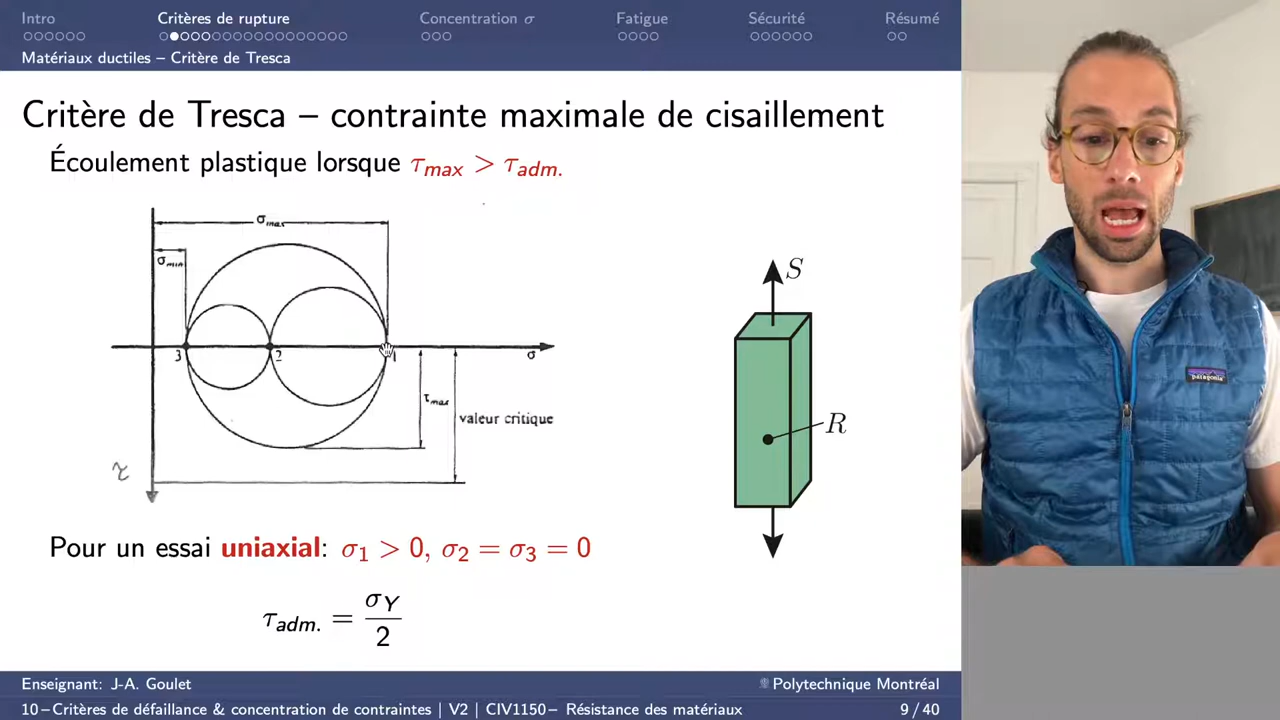 Intro Critères de rupture Concentration σ Fatigue Sécurité Résumé
Matériaux ductiles – Critère de Tresca
Critère de Tresca – contrainte maximale de cisaillement
Écoulement plastique lorsque τmax > τadm.
σmax
σmin
3 2 1 σ
τmax
valeur critique
τ
S
R
Pour un essai uniaxial: σ1 > 0, σ2 = σ3 = 0
τadm. = σY / 2
patagonia
Enseignant: J-A. Goulet Polytechnique Montréal
10 – Critères de défaillance & concentration de contraintes | V2 | CIV1150 – Résistance des matériaux 9 / 40